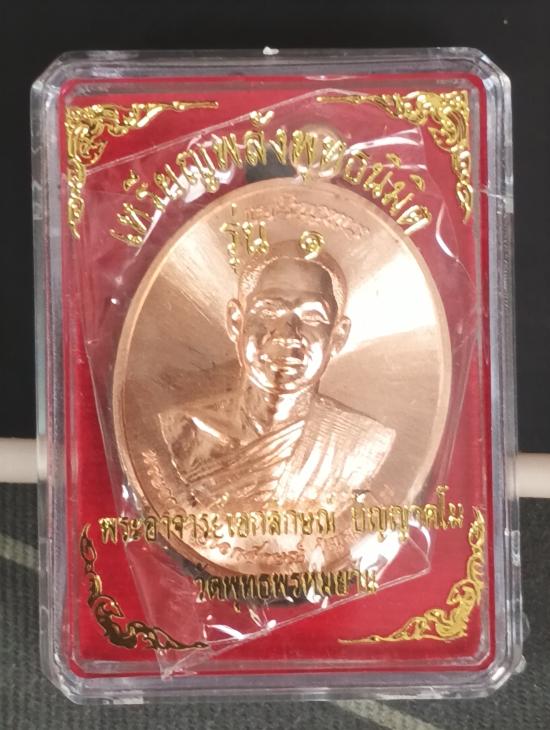 เหรียญพลังพุทธนิมิต
รุ่น ๑
พระอาจารย์เอกลักษณ์ ปัญญาคโม
วัดพุทธพรหมยาน